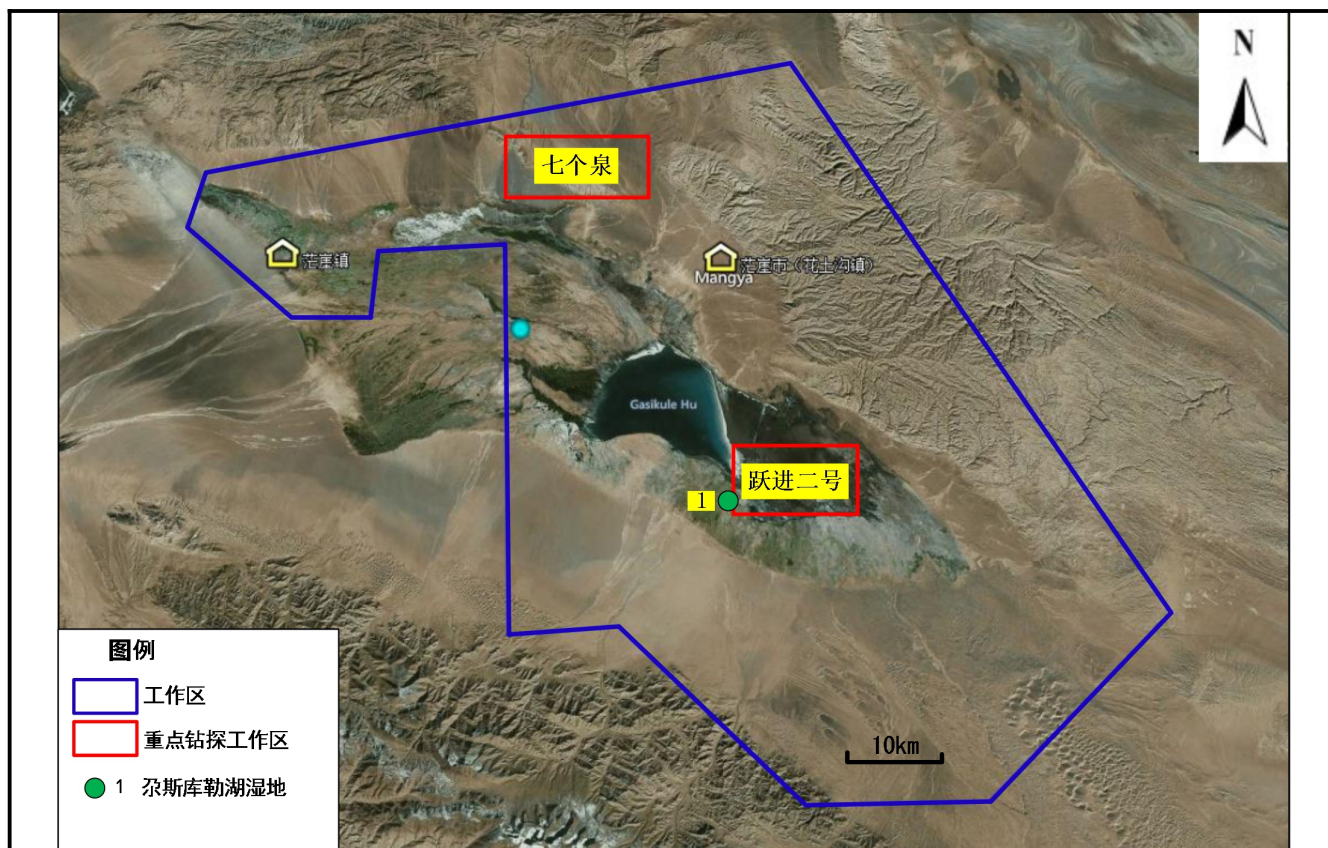 N
七个泉
茫崖镇
茫崖市（花土沟镇）
Mangya
Gasikule Hu
跃进二号
1
图例
工作区
重点钻探工作区
1 尕斯库勒湖湿地
10km